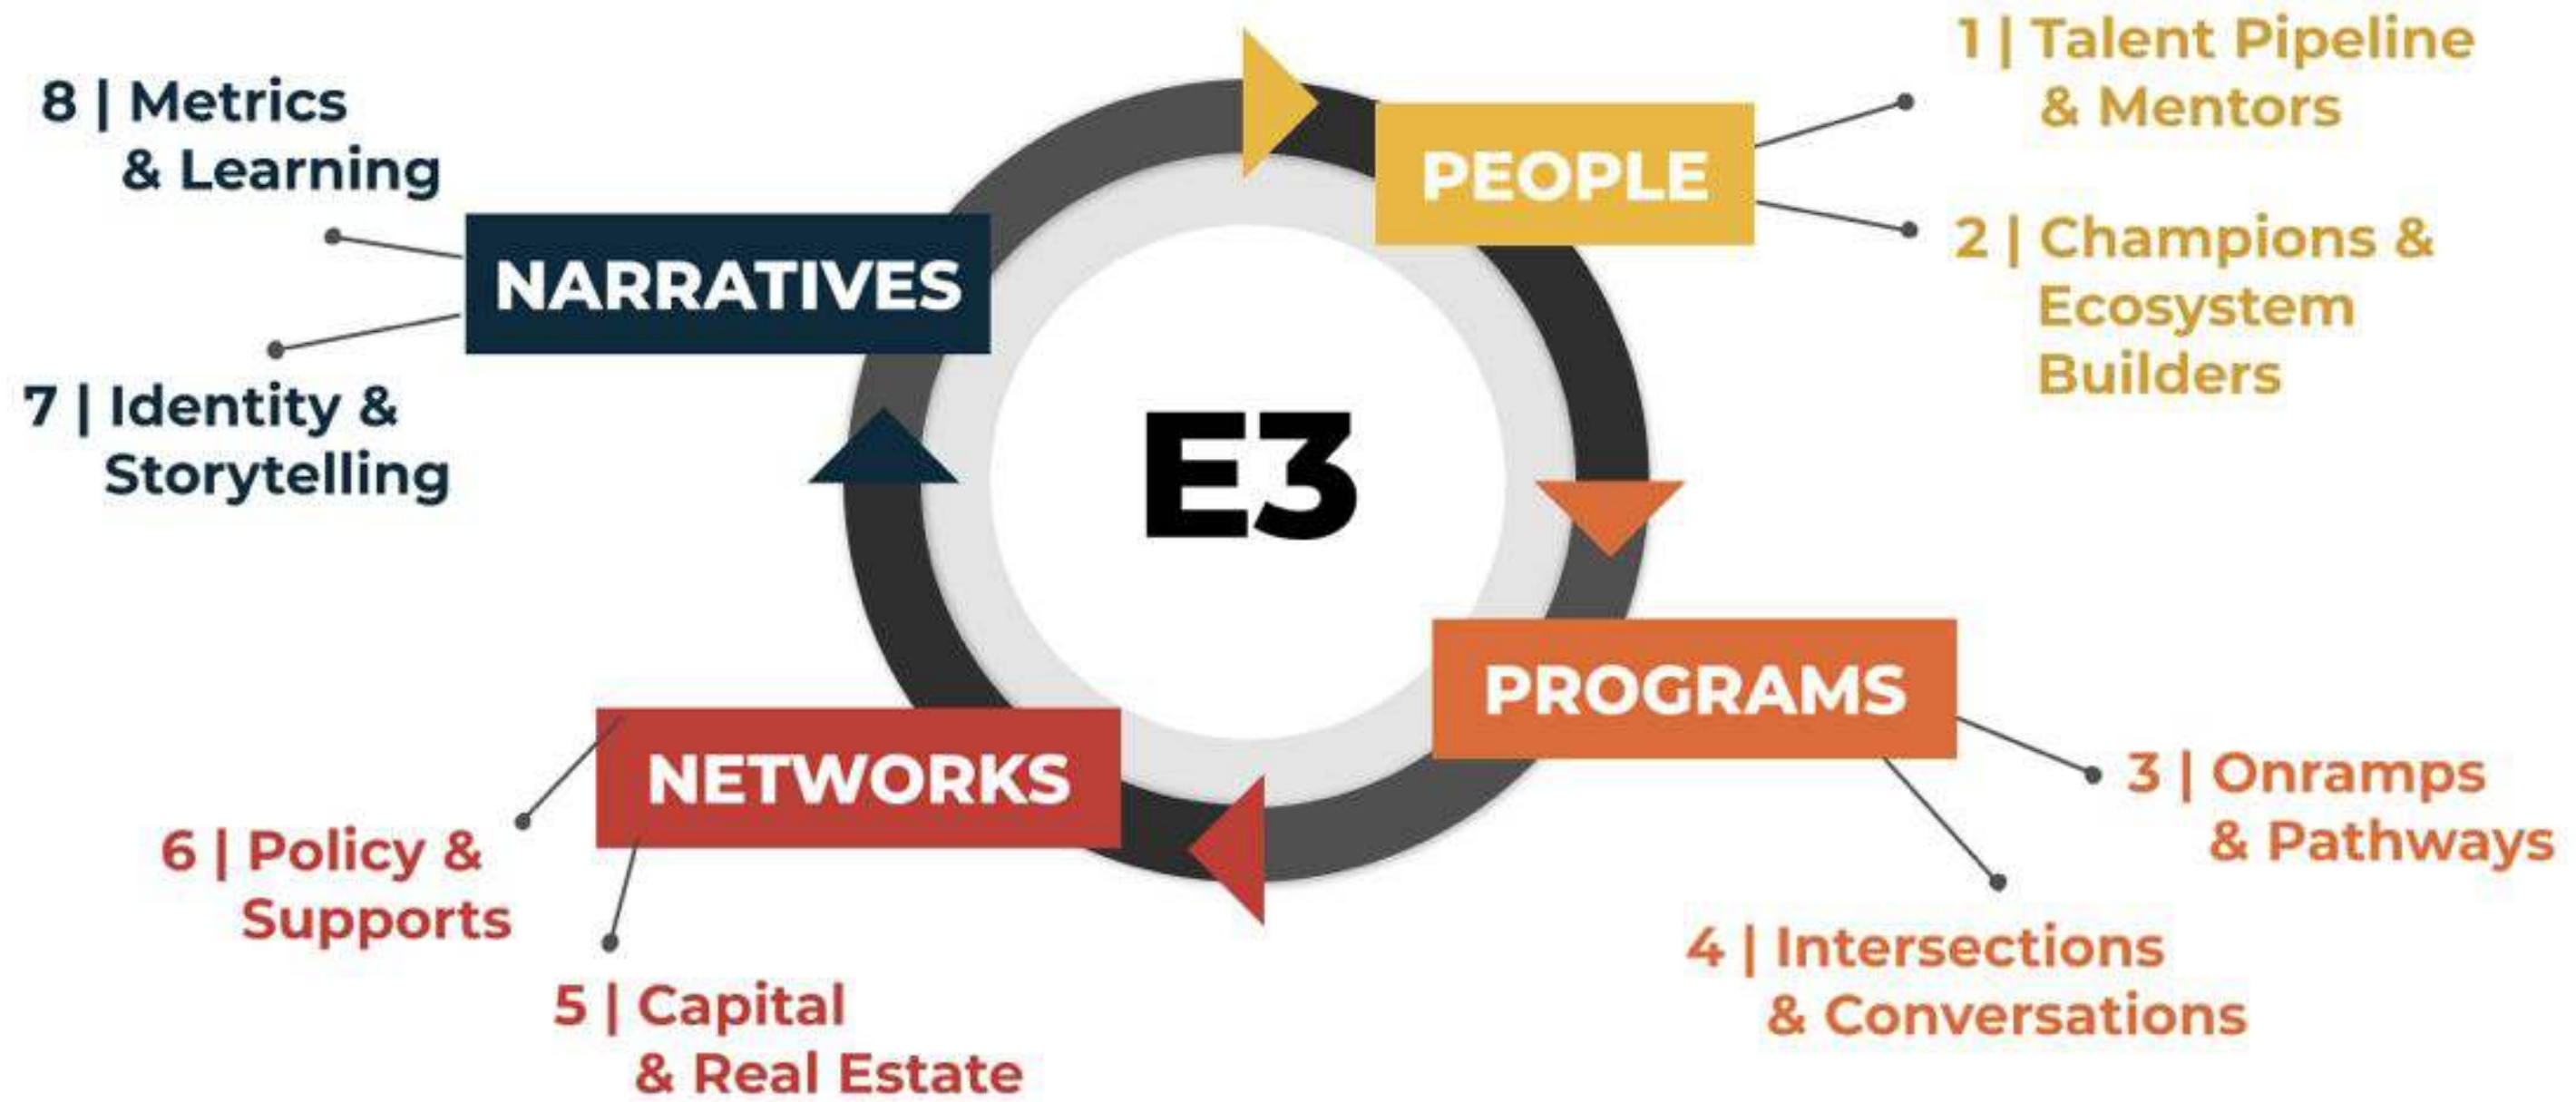 E3
PEOPLE
1 | Talent Pipeline
& Mentors
2 | Champions &
Ecosystem
Builders
PROGRAMS
3 | Onramps
& Pathways
4 | Intersections
& Conversations
NETWORKS
5 | Capital
& Real Estate
6 | Policy &
Supports
NARRATIVES
7 | Identity &
Storytelling
8 | Metrics
& Learning